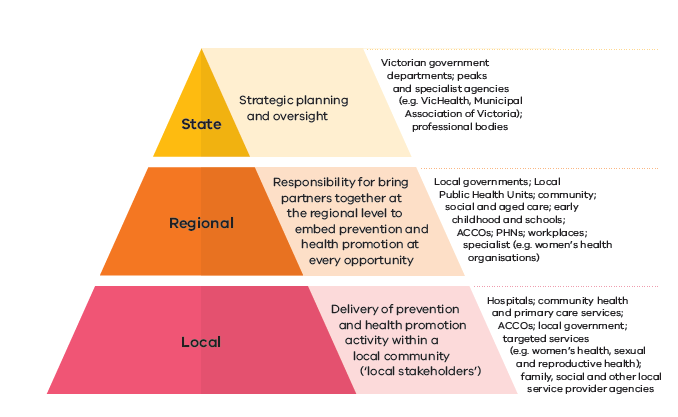 State
Strategic planning
and oversight
Victorian government
departments; peaks
and specialist agencies
(e.g. VicHealth, Municipal
Association of Victoria);
professional bodies
Regional
Responsibility for bring
partners together at
the regional level to
embed prevention and
health promotion at
every opportunity
Local governments; Local
Public Health Units; community;
social and aged care; early
childhood and schools;
ACCOs; PHNs; workplaces;
specialist (e.g. women's health
organisations)
Local
Delivery of prevention
and health promotion
activity within a
local community
('local stakeholders')
Hospitals; community health
and primary care services;
ACCOs; local government;
targeted services
(e.g. women's health, sexual
and reproductive health);
family, social and other local
service provider agencies